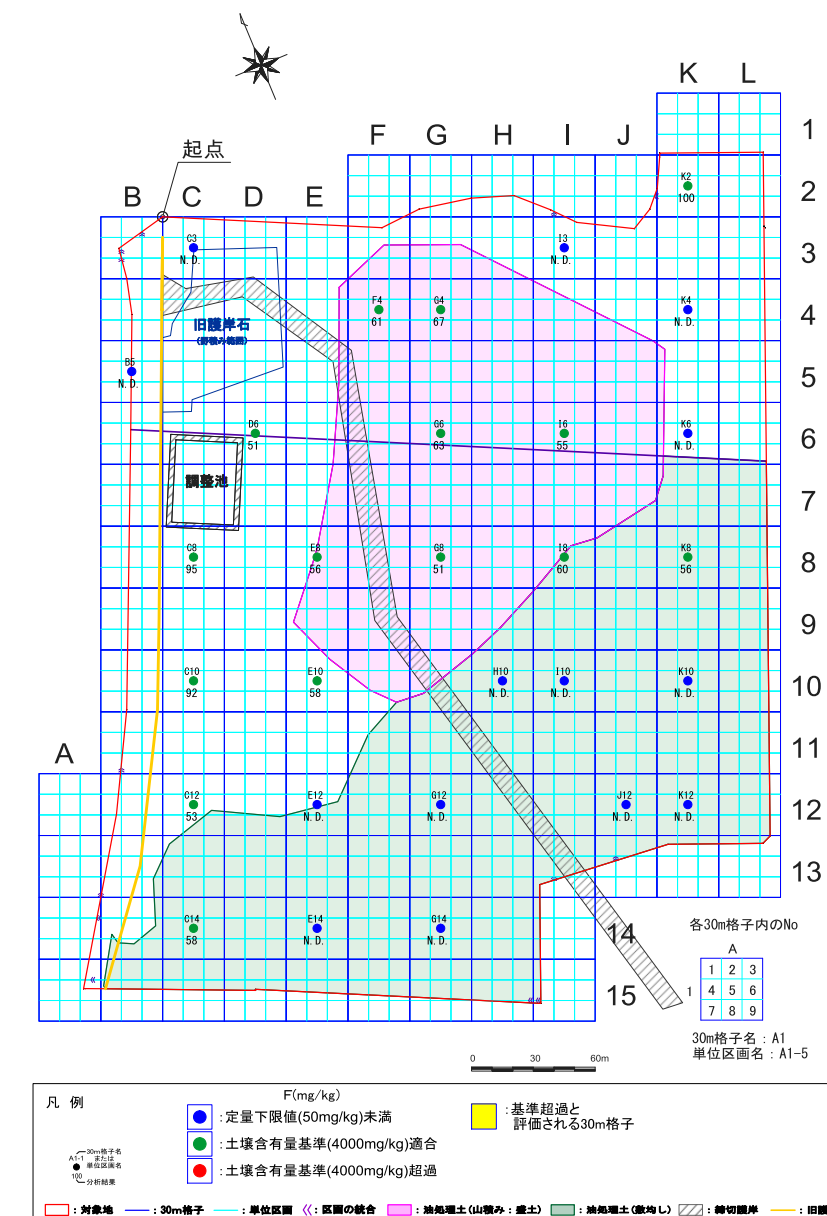 K L
F G H I J
B C D E
A
起点
1
2
3
4
5
6
7
8
9
10
11
12
13
14
15
K2
100
C3
N.D.
I3
N.D.
F4
61
G4
67
K4
N.D.
旧護岸石
(野積み範囲)
B5
N.D.
D6
51
G6
63
I6
55
K6
N.D.
調整池
C8
95
E8
56
G8
51
I8
60
K8
56
C10
92
E10
58
H10
N.D.
I10
N.D.
K10
N.D.
C12
53
E12
N.D.
G12
N.D.
J12
N.D.
K12
N.D.
C14
58
E14
N.D.
G14
N.D.
各30m格子内のNo
A
1
1 2 3
4 5 6
7 8 9
30m格子名：A1
単位区画名：A1-5
0 30 60m
凡 例
F(mg/kg)
：定量下限値(50mg/kg)未満
：土壌含有量基準(4000mg/kg)適合
：土壌含有量基準(4000mg/kg)超過
：基準超過と
評価される30m格子
A1-1
30m格子名
または
単位区画名
100
分析結果
：対象地
：30m格子
：単位区画
：区画の統合
：油処理土(山積み：盛土)
：油処理土(敷均し)
：締切護岸
：旧護